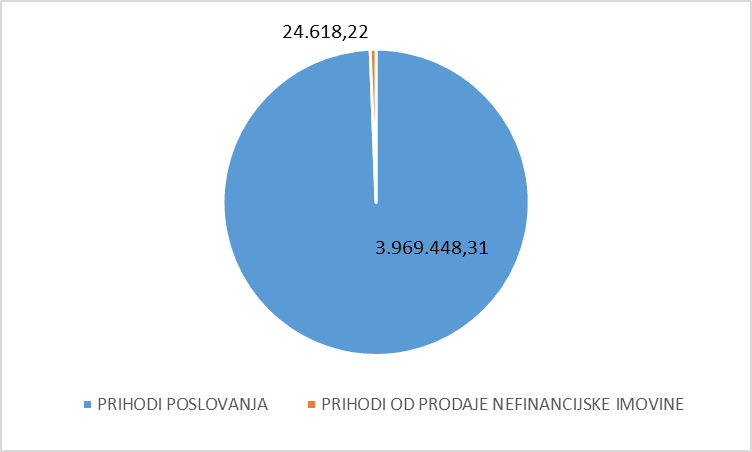 24.618,22
3.969.448,31
PRIHODI POSLOVANJA
PRIHODI OD PRODAJE NEFINANCIJSKE IMOVINE